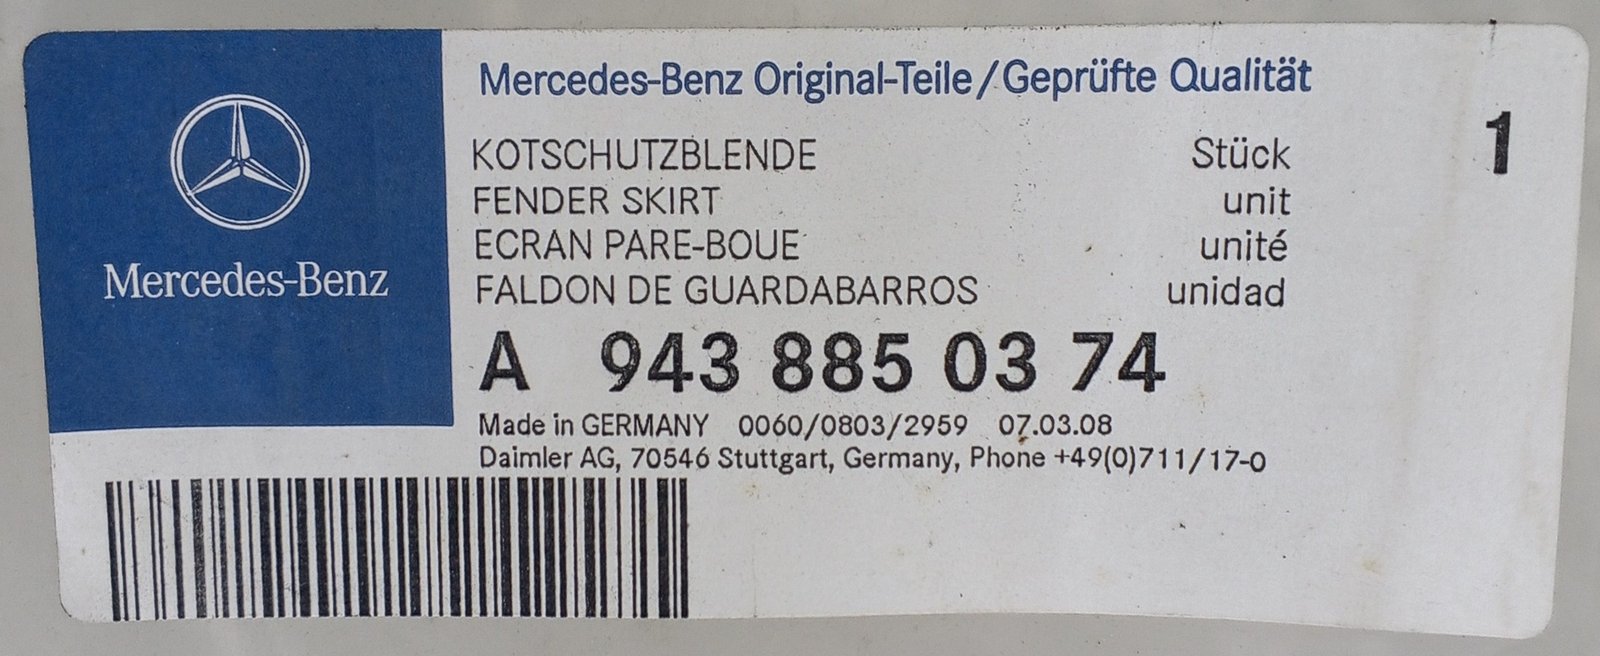 Mercedes-Benz
Mercedes-Benz Original-Teile/Geprüfte Qualität
KOTSCHUTZBLENDE Stück 1
FENDER SKIRT unit
ECRAN PARE-BOUE unité
FALDON DE GUARDABARROS unidad
A 943 885 03 74
Made in GERMANY 0060/0803/2959 07.03.08
Daimler AG, 70546 Stuttgart, Germany, Phone +49(0)711/17-0